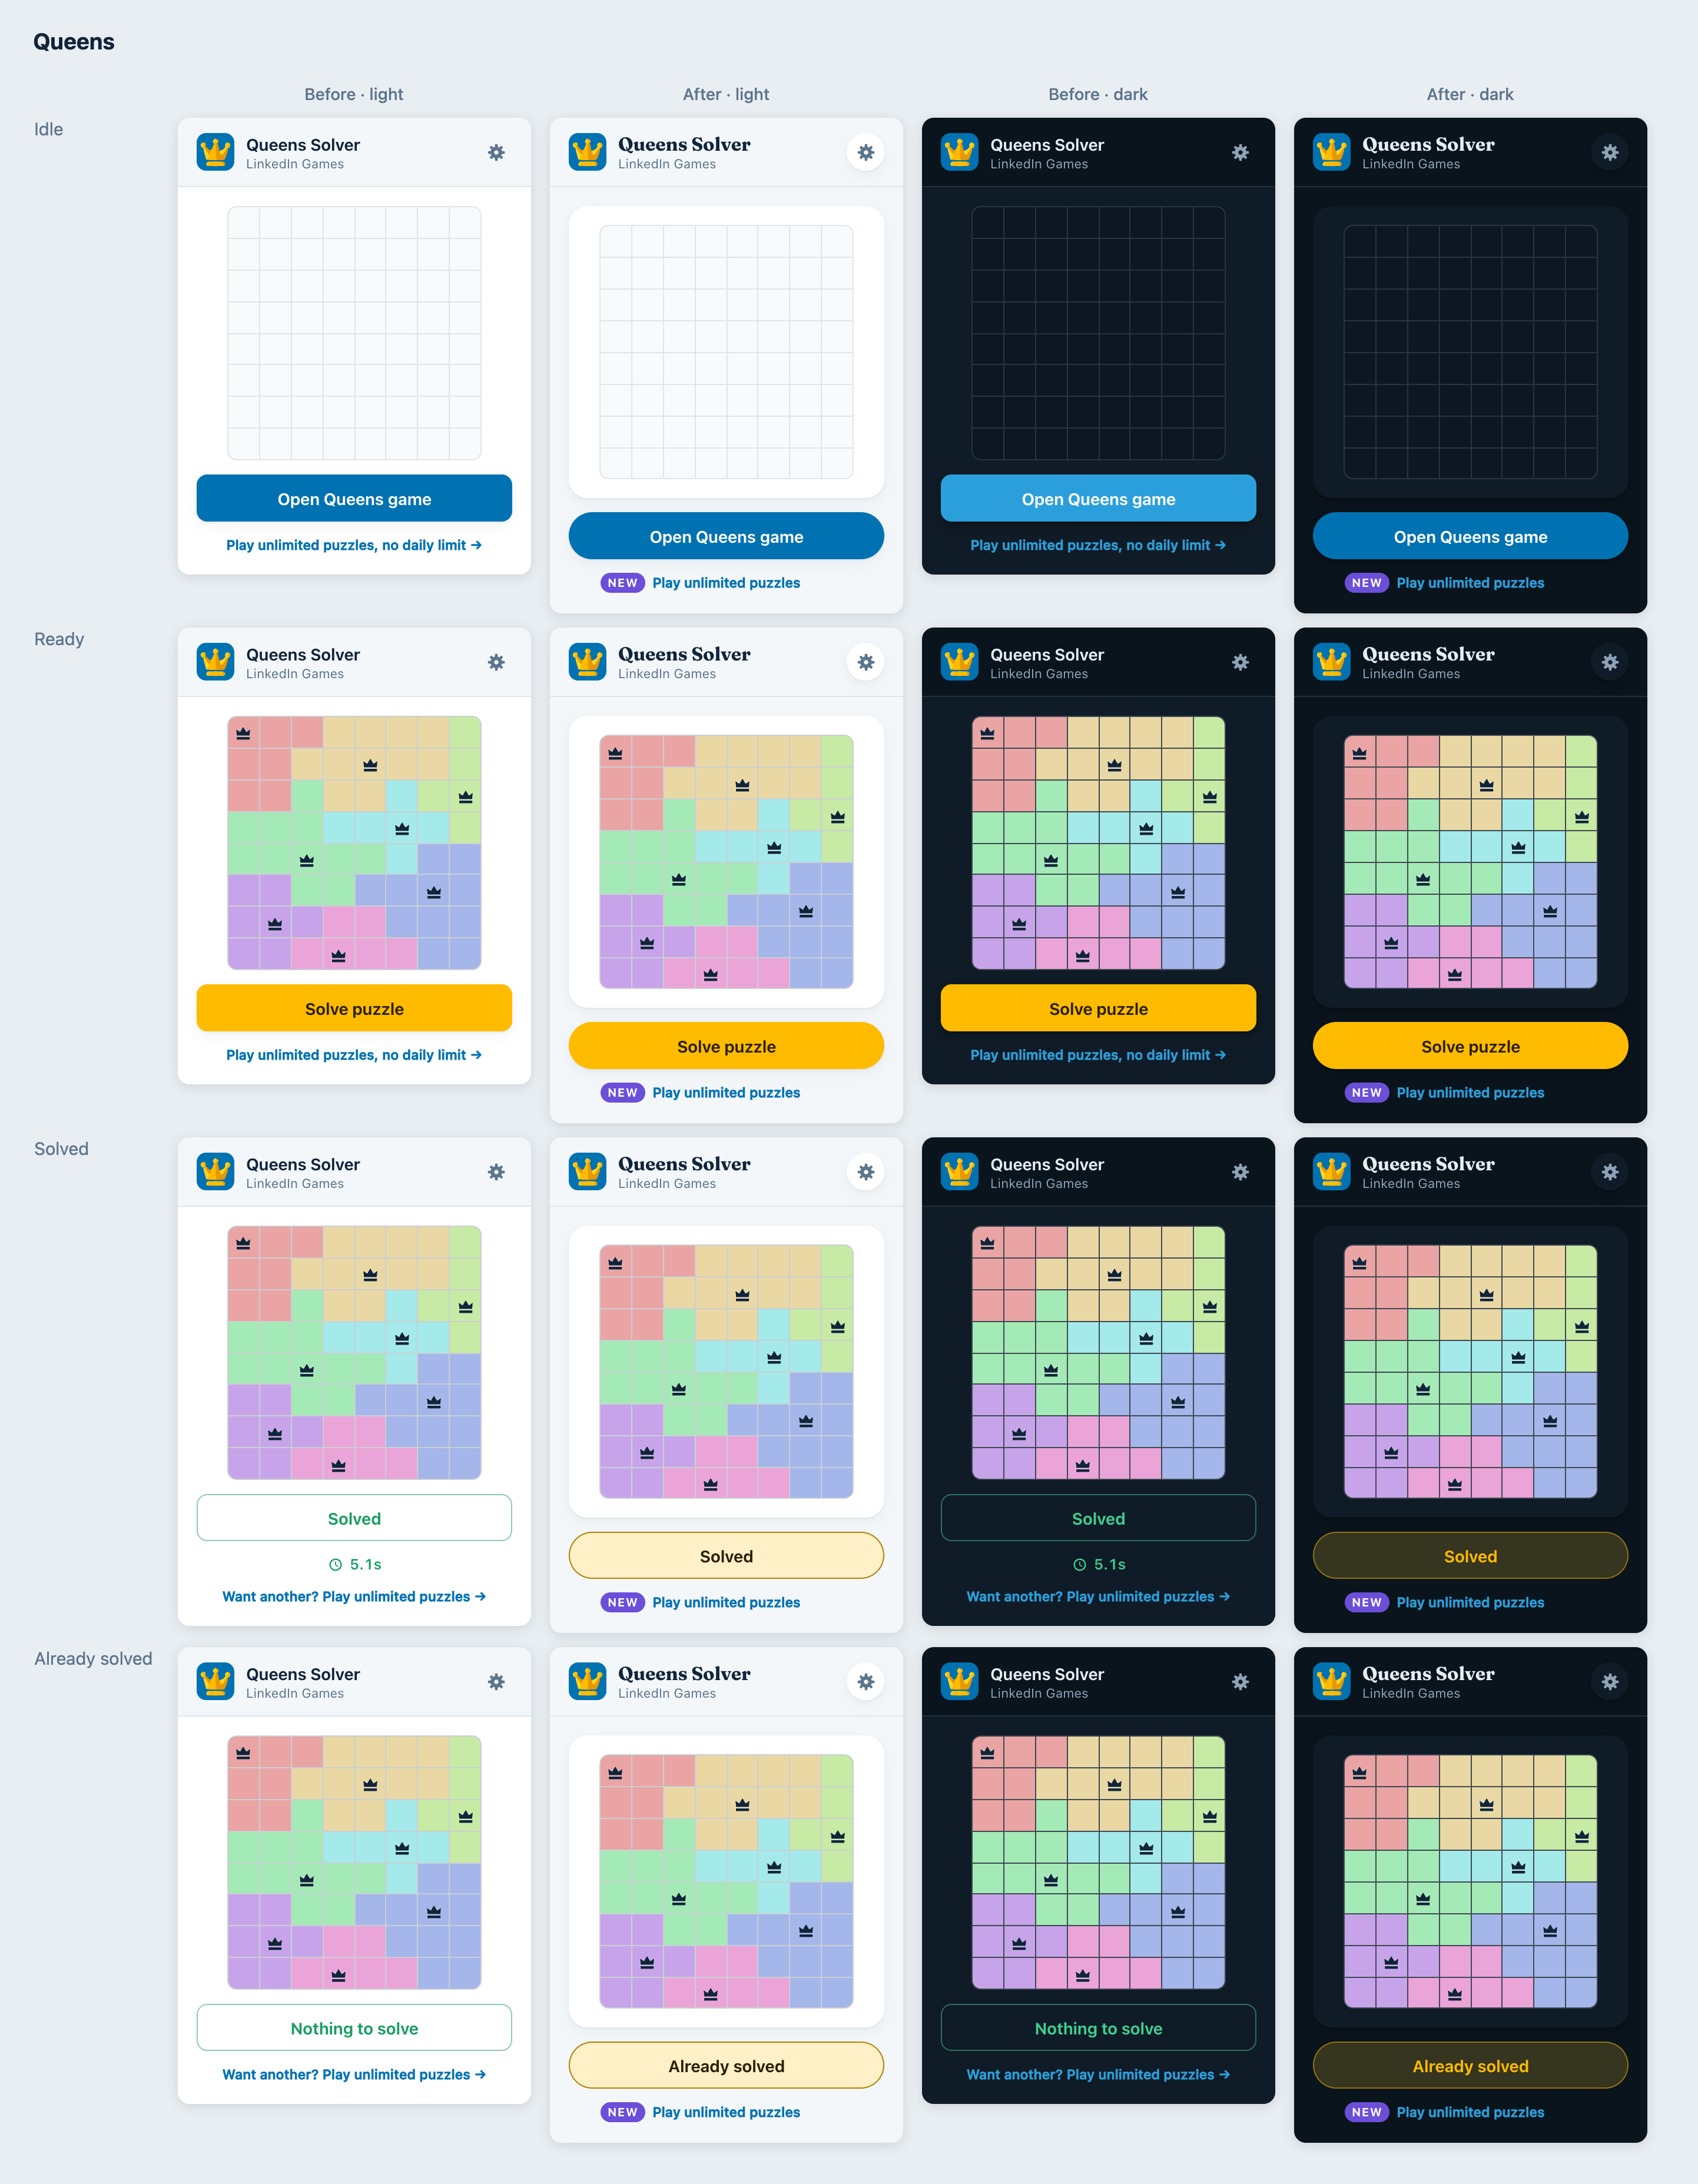 Queens
Before · light
After · light
Before · dark
After · dark
Idle
Queens Solver
LinkedIn Games
Open Queens game
Play unlimited puzzles, no daily limit →
Queens Solver
LinkedIn Games
Open Queens game
NEW Play unlimited puzzles
Queens Solver
LinkedIn Games
Open Queens game
Play unlimited puzzles, no daily limit →
Queens Solver
LinkedIn Games
Open Queens game
NEW Play unlimited puzzles
Ready
Queens Solver
LinkedIn Games
Solve puzzle
Play unlimited puzzles, no daily limit →
Queens Solver
LinkedIn Games
Solve puzzle
NEW Play unlimited puzzles
Queens Solver
LinkedIn Games
Solve puzzle
Play unlimited puzzles, no daily limit →
Queens Solver
LinkedIn Games
Solve puzzle
NEW Play unlimited puzzles
Solved
Queens Solver
LinkedIn Games
Solved
5.1s
Want another? Play unlimited puzzles →
Queens Solver
LinkedIn Games
Solved
NEW Play unlimited puzzles
Queens Solver
LinkedIn Games
Solved
5.1s
Want another? Play unlimited puzzles →
Queens Solver
LinkedIn Games
Solved
NEW Play unlimited puzzles
Already solved
Queens Solver
LinkedIn Games
Nothing to solve
Want another? Play unlimited puzzles →
Queens Solver
LinkedIn Games
Already solved
NEW Play unlimited puzzles
Queens Solver
LinkedIn Games
Nothing to solve
Want another? Play unlimited puzzles →
Queens Solver
LinkedIn Games
Already solved
NEW Play unlimited puzzles